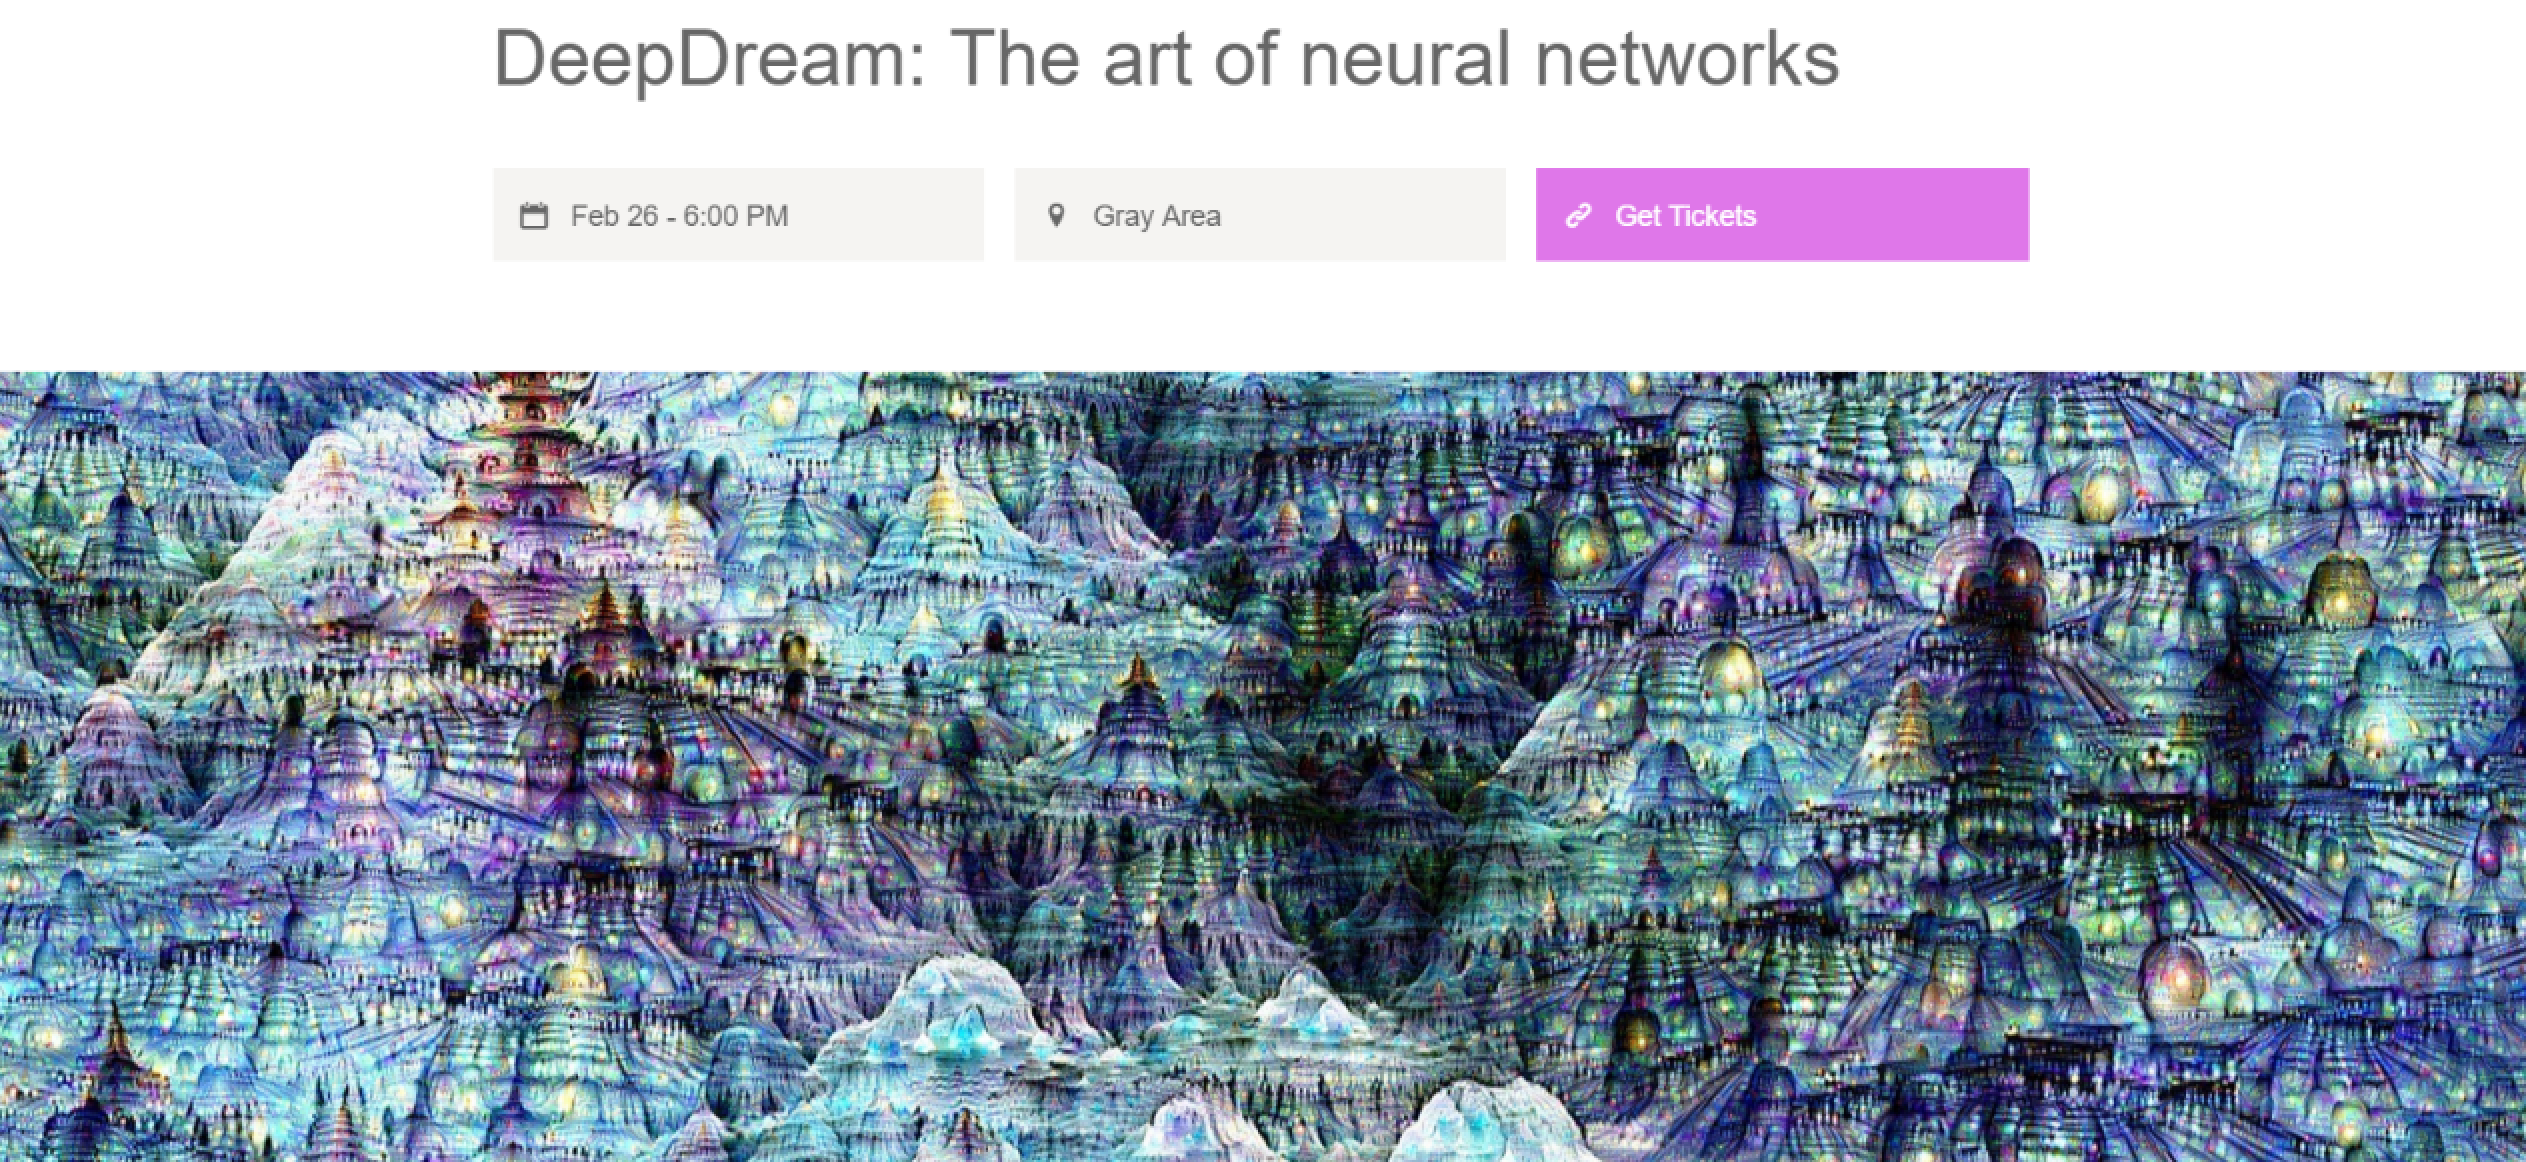 DeepDream: The art of neural networks
Feb 26 - 6:00 PM
Gray Area
Get Tickets